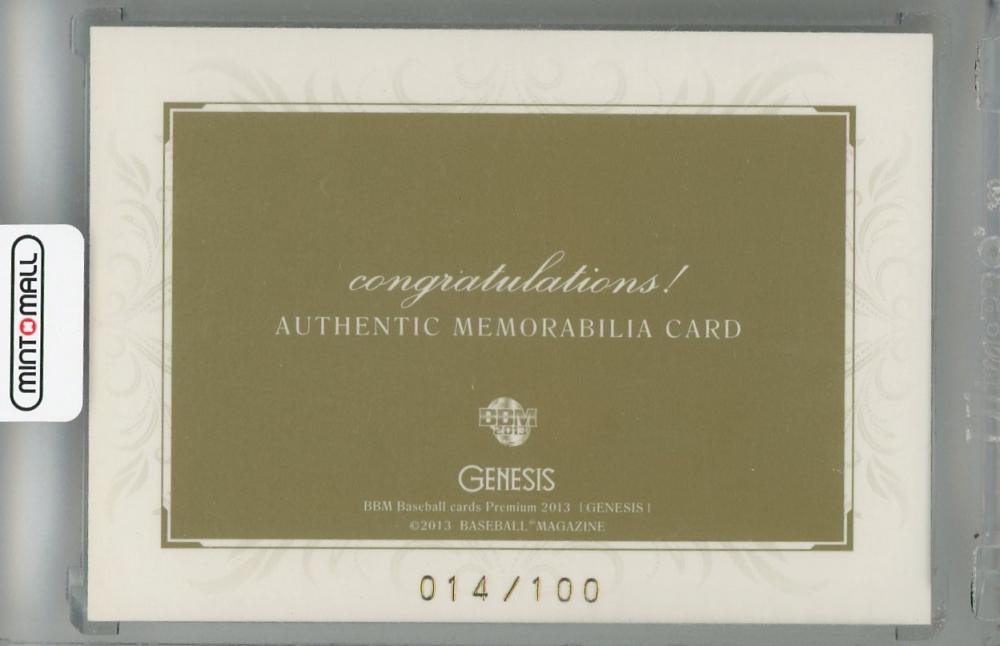 congratulations!
AUTHENTIC MEMORABILIA CARD
BBM
2013
GENESIS
BBM Baseball cards Premium 2013 [GENESIS]
©2013 BASEBALL MAGAZINE
014/100
MINTOMALL